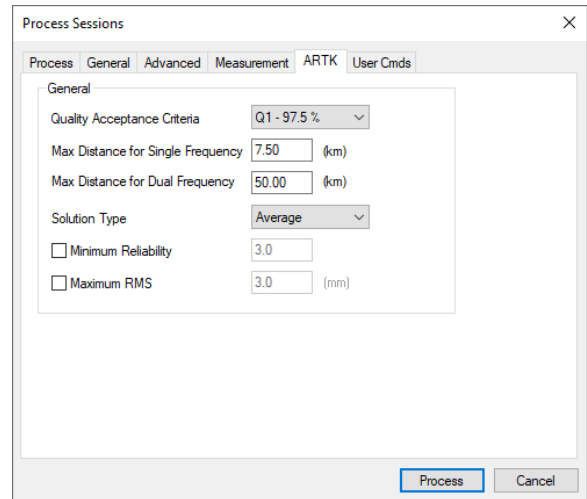 Process Sessions
Process General Advanced Measurement ARTK User Cmds
General
Quality Acceptance Criteria Q1 - 97.5 %
Max Distance for Single Frequency 7.50 (km)
Max Distance for Dual Frequency 50.00 (km)
Solution Type Average
Minimum Reliability 3.0
Maximum RMS 3.0 (mm)
Process Cancel